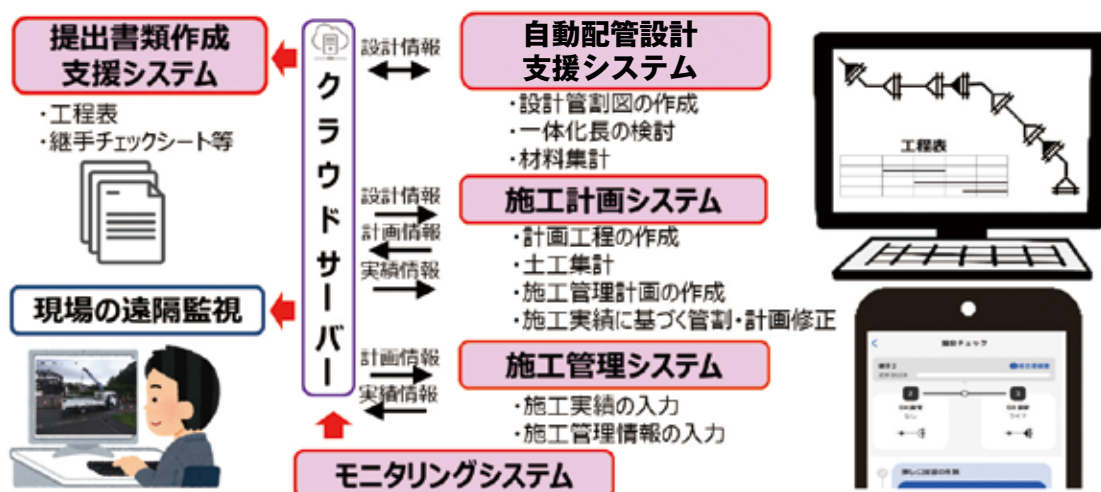 提出書類作成
支援システム
・工程表
・継手チェックシート等
現場の遠隔監視
クラウドサーバー
設計情報
自動配管設計
支援システム
・設計管割図の作成
・一体化長の検討
・材料集計
設計情報
計画情報
実績情報
施工計画システム
・計画工程の作成
・土工集計
・施工管理計画の作成
・施工実績に基づく管割・計画修正
計画情報
実績情報
施工管理システム
・施工実績の入力
・施工管理情報の入力
モニタリングシステム
工程表